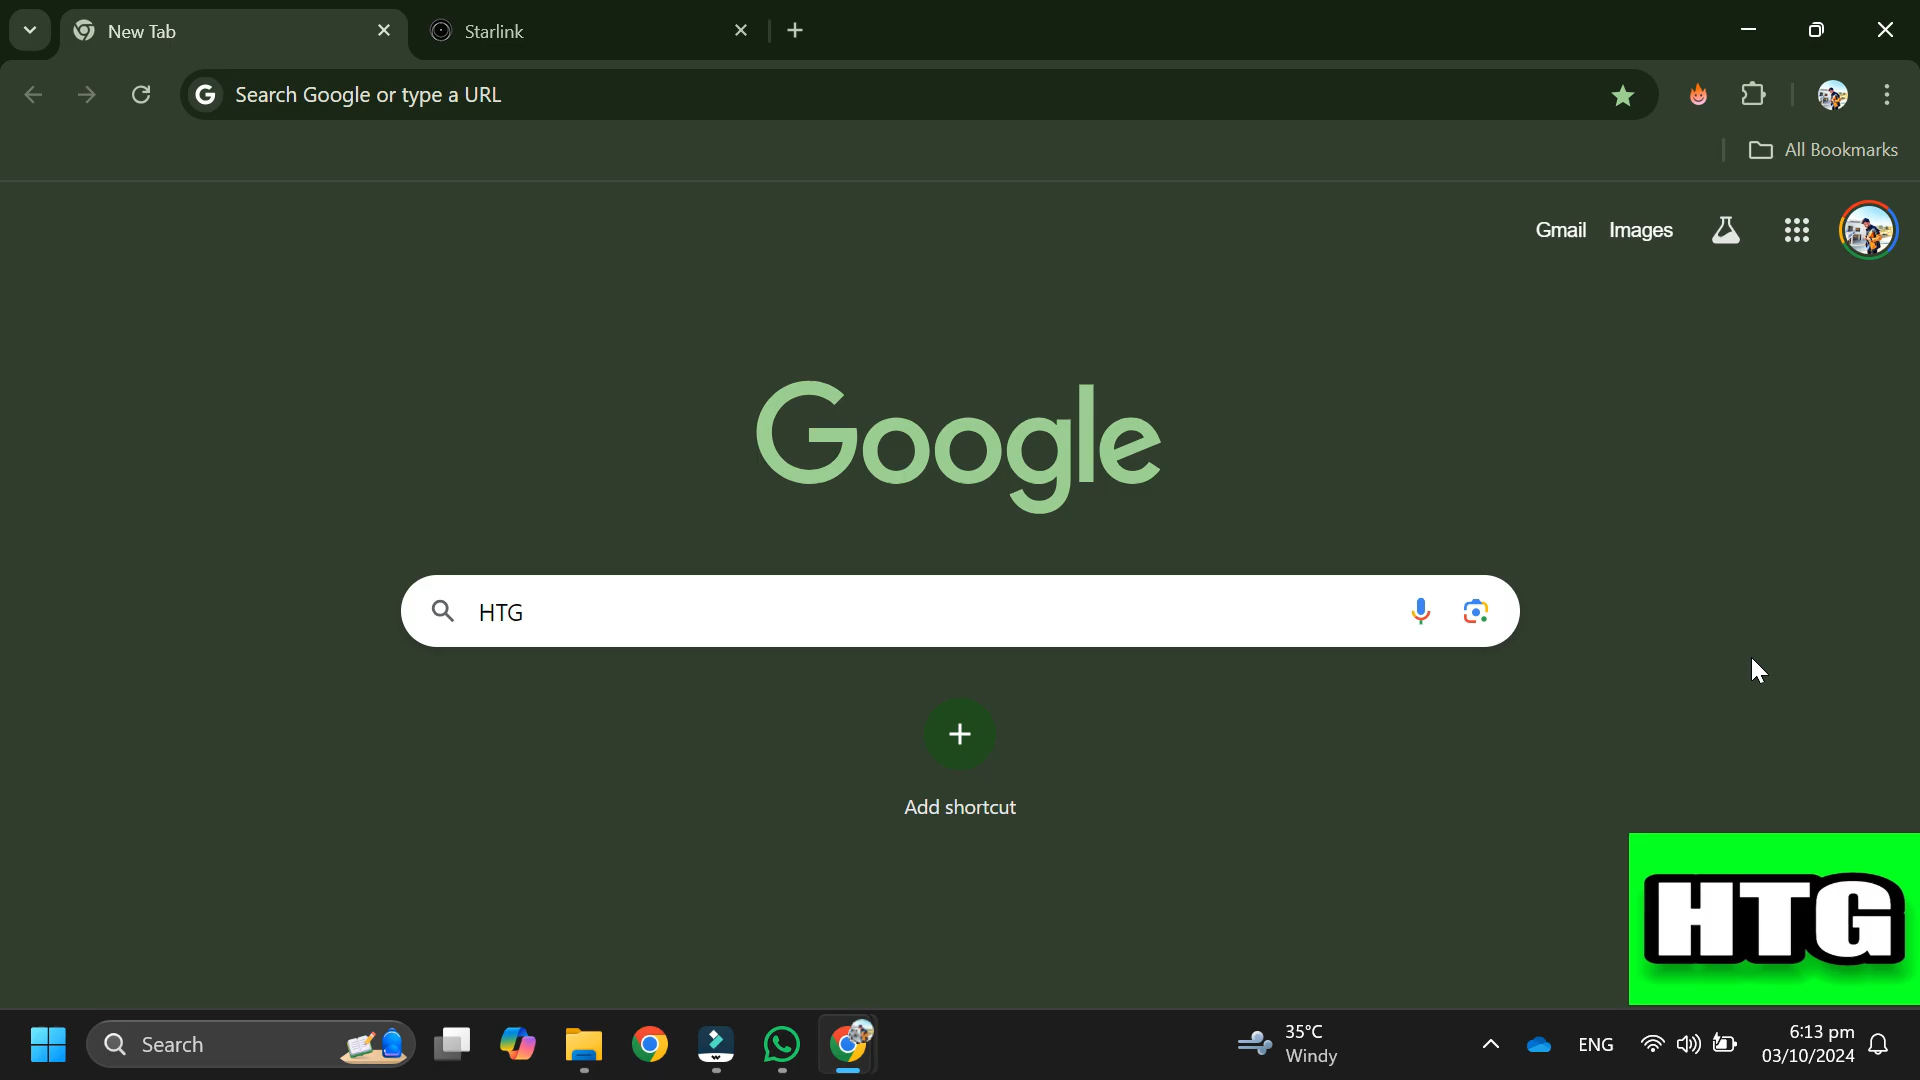 New Tab
Starlink
Search Google or type a URL
All Bookmarks
Gmail Images
Google
HTG
Add shortcut
HTG
Search
35°C
Windy
ENG
6:13 pm
03/10/2024